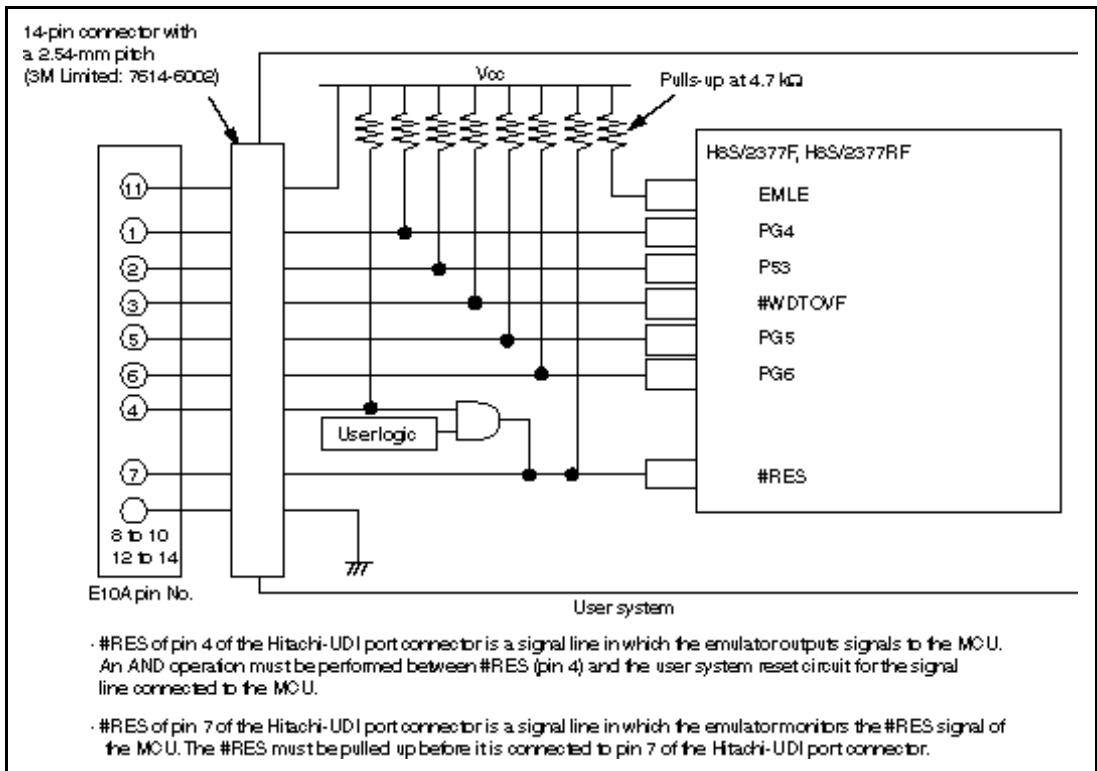 14-pin connector with
a 2.54-mm pitch
(3M Limited: 7614-6002)
Vcc
Pulls-up at 4.7 kΩ
H8S/2377F, H8S/2377RF
11
EMLE
1
PG4
2
P53
3
#WDTOVF
5
PG5
6
PG6
4
User logic
7
#RES
8 to 10
12 to 14
E10A pin No.
User system
· #RES of pin 4 of the Hitachi-UDI port connector is a signal line in which the emulator outputs signals to the MCU.
An AND operation must be performed between #RES (pin 4) and the user system reset circuit for the signal
line connected to the MCU.
· #RES of pin 7 of the Hitachi-UDI port connector is a signal line in which the emulator monitors the #RES signal of
the MCU. The #RES must be pulled up before it is connected to pin 7 of the Hitachi-UDI port connector.